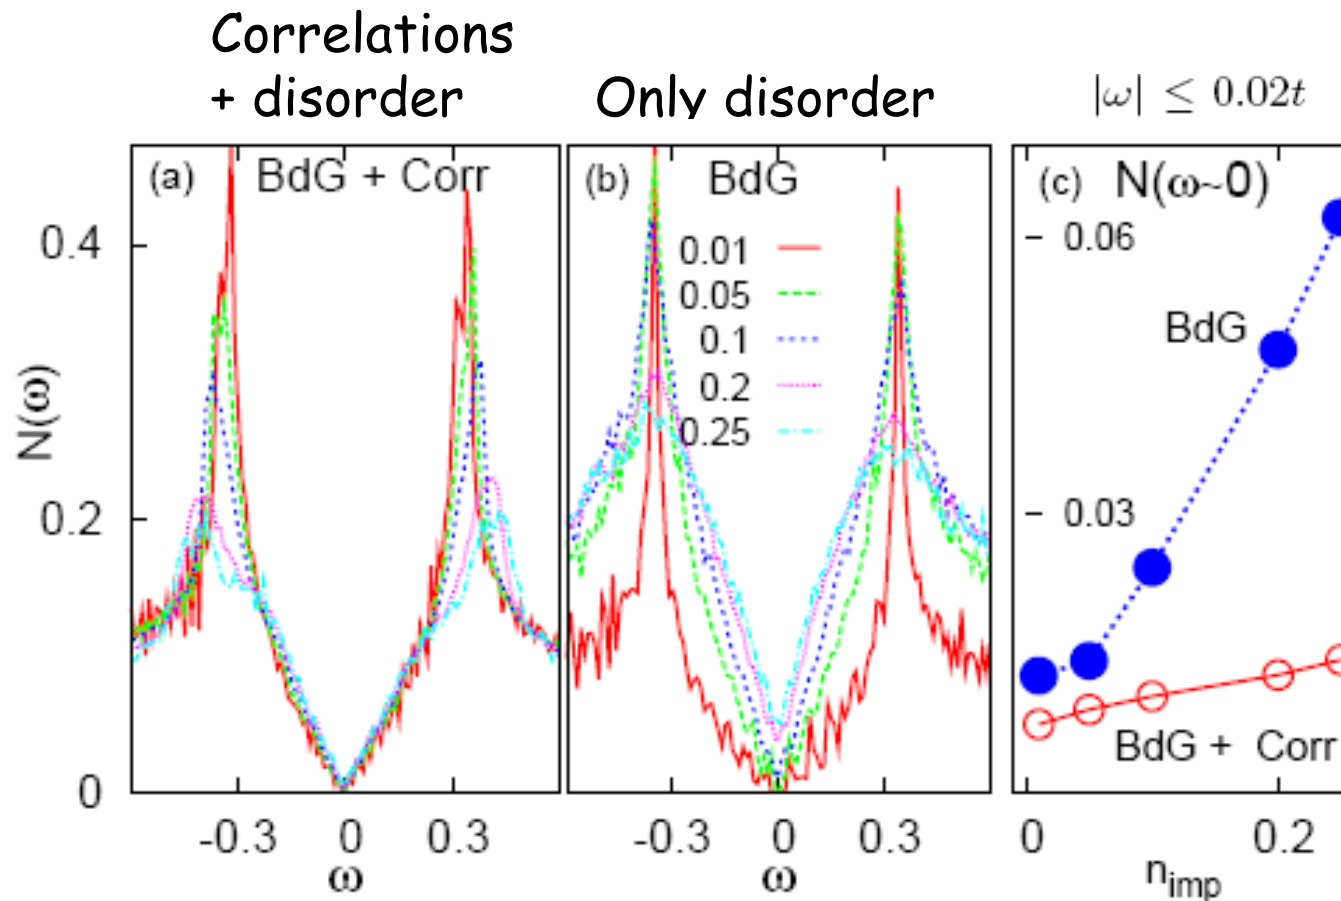 Correlations
+ disorder
Only disorder
|ω| ≤ 0.02t
(a) BdG + Corr
(b) BdG
(c) N(ω~0)
0.01
0.05
0.1
0.2
0.25
N(ω)
0.4
0.2
0
0.06
0.03
BdG
BdG + Corr
-0.3 0 0.3
-0.3 0 0.3
0 0.2
ω
ω
n_imp